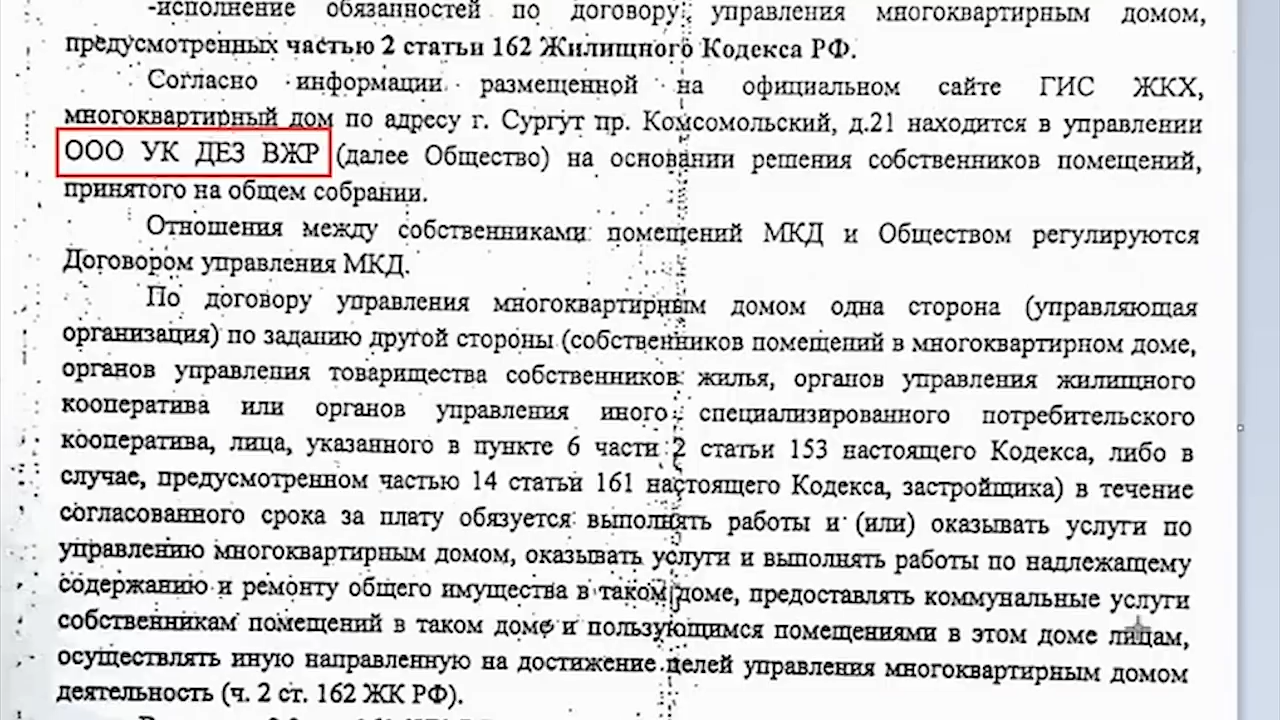 -исполнение обязанностей по договору управления многоквартирным домом,
предусмотренных частью 2 статьи 162 Жилищного Кодекса РФ.
Согласно информации размещенной на официальном сайте ГИС ЖКХ,
многоквартирный дом по адресу г. Сургут пр. Комсомольский, д.21 находится в управлении
ООО УК ДЕЗ ВЖР (далее Общество) на основании решения собственников помещений,
принятого на общем собрании.
Отношения между собственниками помещений МКД и Обществом регулируются
Договором управления МКД.
По договору управления многоквартирным домом одна сторона (управляющая
организация) по заданию другой стороны (собственников помещений в многоквартирном доме,
органов управления товарищества собственников жилья, органов управления жилищного
кооператива или органов управления иного специализированного потребительского
кооператива, лица, указанного в пункте 6 части 2 статьи 153 настоящего Кодекса, либо в
случае, предусмотренном частью 14 статьи 161 настоящего Кодекса, застройщика) в течение
согласованного срока за плату обязуется выполнять работы и (или) оказывать услуги по
управлению многоквартирным домом, оказывать услуги и выполнять работы по надлежащему
содержанию и ремонту общего имущества в таком доме, предоставлять коммунальные услуги
собственникам помещений в таком доме и пользующимся помещениями в этом доме лицам,
осуществлять иную направленную на достижение целей управления многоквартирным домом
деятельность (ч. 2 ст. 162 ЖК РФ).